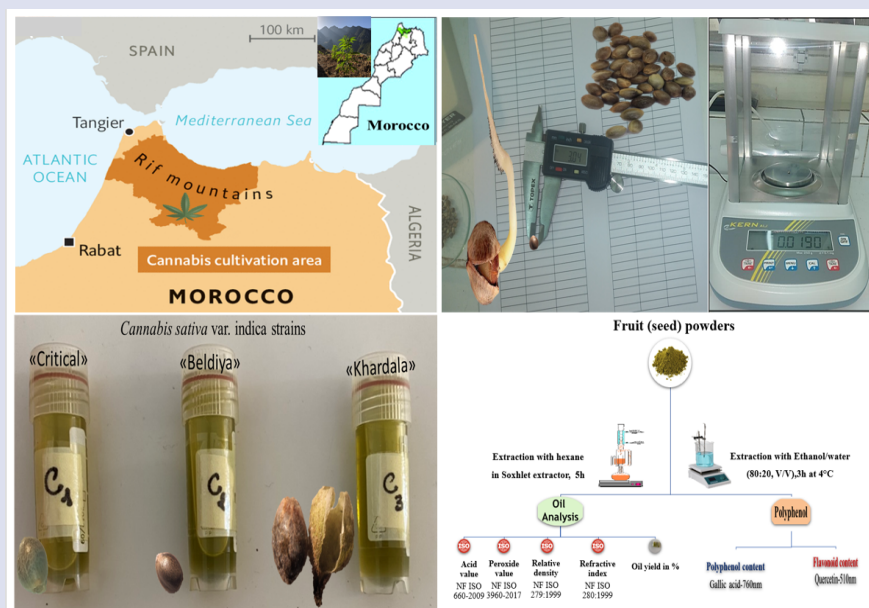 100 km
SPAIN
Tangier
Mediterranean Sea
Morocco
ATLANTIC
OCEAN
Rif mountains
ALGERIA
Rabat
Cannabis cultivation area
MOROCCO
TOPEX
KERN
0.0190
Cannabis sativa var. indica strains
«Critical»
«Beldiya»
«Khardala»
C1
C2
C3
Fruit (seed) powders
Extraction with hexane
in Soxhlet extractor, 5h
Extraction with Ethanol/water
(80:20, V/V),3h at 4°C
Oil
Analysis
Polyphenol
ISO
ISO
ISO
ISO
Acid
value
NF ISO
660-2009
Peroxide
value
NF ISO
3960-2017
Relative
density
NF ISO
279:1999
Refractive
index
NF ISO
280:1999
Oil yield in %
Polyphenol content
Gallic acid-760nm
Flavonoid content
Quercetin-510nm